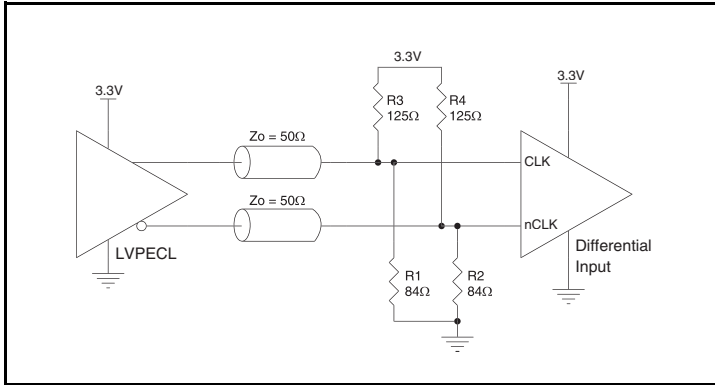 3.3V
3.3V
3.3V
R3
125Ω
R4
125Ω
Zo = 50Ω
CLK
Zo = 50Ω
nCLK
LVPECL
Differential
Input
R1
84Ω
R2
84Ω